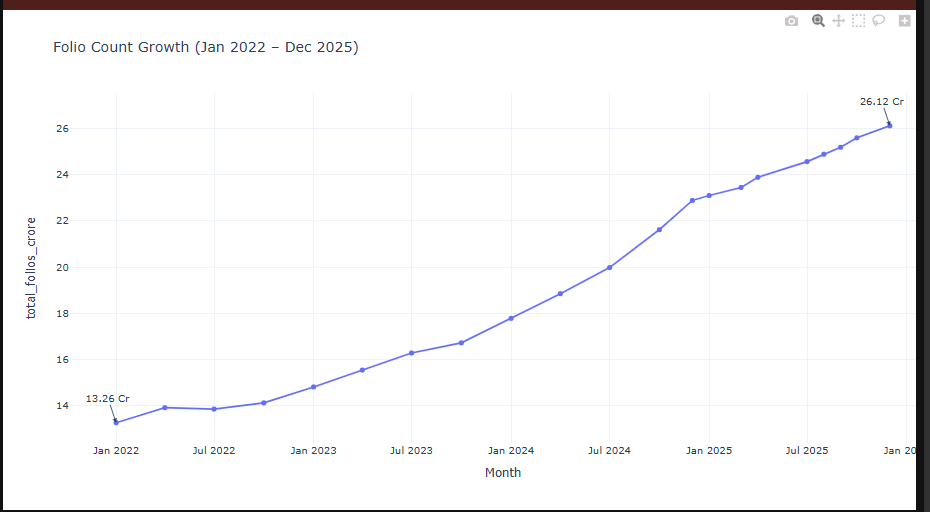 Folio Count Growth (Jan 2022 – Dec 2025)
26.12 Cr
26
24
22
20
18
16
14
total_folios_crore
13.26 Cr
Jan 2022
Jul 2022
Jan 2023
Jul 2023
Jan 2024
Jul 2024
Jan 2025
Jul 2025
Jan 20
Month